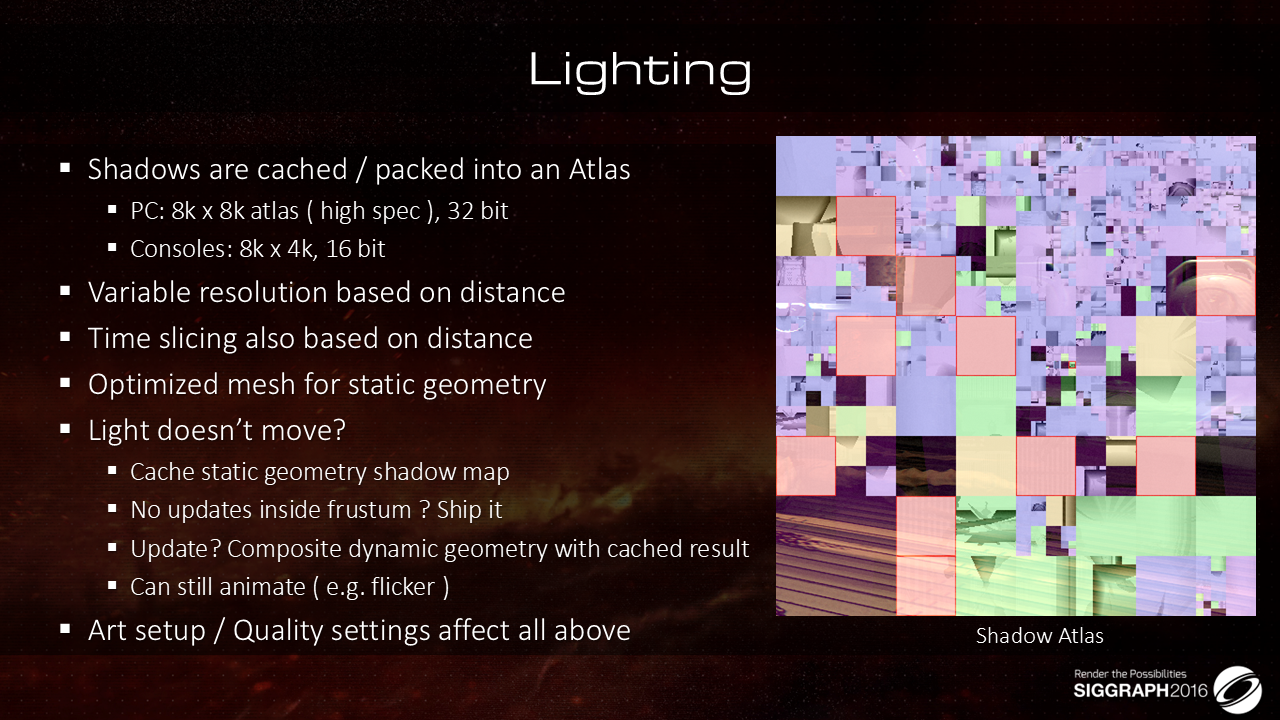 Lighting
Shadows are cached / packed into an Atlas
PC: 8k x 8k atlas ( high spec ), 32 bit
Consoles: 8k x 4k, 16 bit
Variable resolution based on distance
Time slicing also based on distance
Optimized mesh for static geometry
Light doesn’t move?
Cache static geometry shadow map
No updates inside frustum ? Ship it
Update? Composite dynamic geometry with cached result
Can still animate ( e.g. flicker )
Art setup / Quality settings affect all above
Shadow Atlas
Render the Possibilities
SIGGRAPH2016